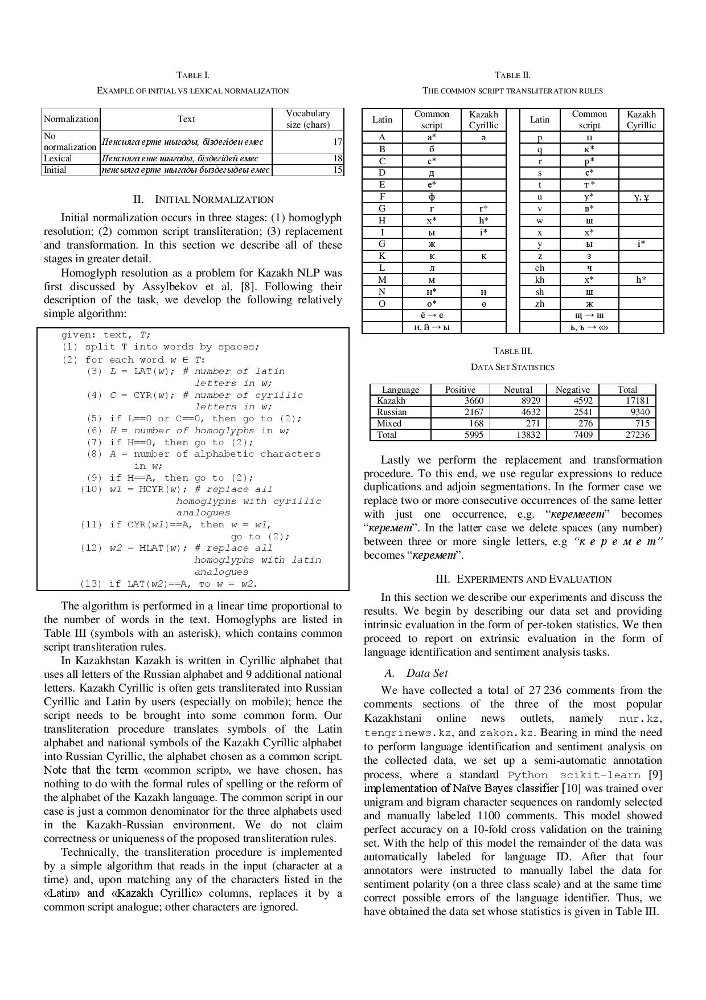 TABLE I.
EXAMPLE OF INITIAL VS LEXICAL NORMALIZATION
Normalization Text Vocabulary size (chars)
No normalization Пенсияга ерте шыгады, біздегідеи емес 17
Lexical Пенсияга ете шыгады, біздегідей емес 18
Initial пенсыяга ерте шыгады быздегыдеы емес 15
II. INITIAL NORMALIZATION
Initial normalization occurs in three stages: (1) homoglyph
resolution; (2) common script transliteration; (3) replacement
and transformation. In this section we describe all of these
stages in greater detail.
Homoglyph resolution as a problem for Kazakh NLP was
first discussed by Assylbekov et al. [8]. Following their
description of the task, we develop the following relatively
simple algorithm:
given: text, T;
(1) split T into words by spaces;
(2) for each word w ∈ T:
(3) L = LAT(w); # number of latin
letters in w;
(4) C = CYR(w); # number of cyrillic
letters in w;
(5) if L==0 or C==0, then go to (2);
(6) H = number of homoglyphs in w;
(7) if H==0, then go to (2);
(8) A = number of alphabetic characters
in w;
(9) if H==A, then go to (2);
(10) w1 = HCYR(w); # replace all
homoglyphs with cyrillic
analogues
(11) if CYR(w1)==A, then w = w1,
go to (2);
(12) w2 = HLAT(w); # replace all
homoglyphs with latin
analogues
(13) if LAT(w2)==A, то w = w2.
The algorithm is performed in a linear time proportional to
the number of words in the text. Homoglyphs are listed in
Table III (symbols with an asterisk), which contains common
script transliteration rules.
In Kazakhstan Kazakh is written in Cyrillic alphabet that
uses all letters of the Russian alphabet and 9 additional national
letters. Kazakh Cyrillic is often gets transliterated into Russian
Cyrillic and Latin by users (especially on mobile); hence the
script needs to be brought into some common form. Our
transliteration procedure translates symbols of the Latin
alphabet and national symbols of the Kazakh Cyrillic alphabet
into Russian Cyrillic, the alphabet chosen as a common script.
Note that the term «common script», we have chosen, has
nothing to do with the formal rules of spelling or the reform of
the alphabet of the Kazakh language. The common script in our
case is just a common denominator for the three alphabets used
in the Kazakh-Russian environment. We do not claim
correctness or uniqueness of the proposed transliteration rules.
Technically, the transliteration procedure is implemented
by a simple algorithm that reads in the input (character at a
time) and, upon matching any of the characters listed in the
«Latin» and «Kazakh Cyrillic» columns, replaces it by a
common script analogue; other characters are ignored.
TABLE II.
THE COMMON SCRIPT TRANSLITERATION RULES
Latin Common script Kazakh Cyrillic Latin Common script Kazakh Cyrillic
A а* ә p п
B б q к*
C с* r р*
D д s с*
E е* t т *
F ф u у* ү, ұ
G г ғ* v в*
H х* һ* w ш
I ы і* x х*
G ж y ы і*
K к қ z з
L л ch ч
M м kh х* һ*
N н* ң sh ш
O о* ө zh ж
ё → е щ → ш
и, й → ы ь, ъ → «»
TABLE III.
DATA SET STATISTICS
Language Positive Neutral Negative Total
Kazakh 3660 8929 4592 17181
Russian 2167 4632 2541 9340
Mixed 168 271 276 715
Total 5995 13832 7409 27236
Lastly we perform the replacement and transformation
procedure. To this end, we use regular expressions to reduce
duplications and adjoin segmentations. In the former case we
replace two or more consecutive occurrences of the same letter
with just one occurrence, e.g. “керемееет” becomes
“керемет”. In the latter case we delete spaces (any number)
between three or more single letters, e.g “к е р е м е т”
becomes “керемет”.
III. EXPERIMENTS AND EVALUATION
In this section we describe our experiments and discuss the
results. We begin by describing our data set and providing
intrinsic evaluation in the form of per-token statistics. We then
proceed to report on extrinsic evaluation in the form of
language identification and sentiment analysis tasks.
A. Data Set
We have collected a total of 27 236 comments from the
comments sections of the three of the most popular
Kazakhstani online news outlets, namely nur.kz,
tengrinews.kz, and zakon.kz. Bearing in mind the need
to perform language identification and sentiment analysis on
the collected data, we set up a semi-automatic annotation
process, where a standard Python scikit-learn [9]
implementation of Naïve Bayes classifier [10] was trained over
unigram and bigram character sequences on randomly selected
and manually labeled 1100 comments. This model showed
perfect accuracy on a 10-fold cross validation on the training
set. With the help of this model the remainder of the data was
automatically labeled for language ID. After that four
annotators were instructed to manually label the data for
sentiment polarity (on a three class scale) and at the same time
correct possible errors of the language identifier. Thus, we
have obtained the data set whose statistics is given in Table III.